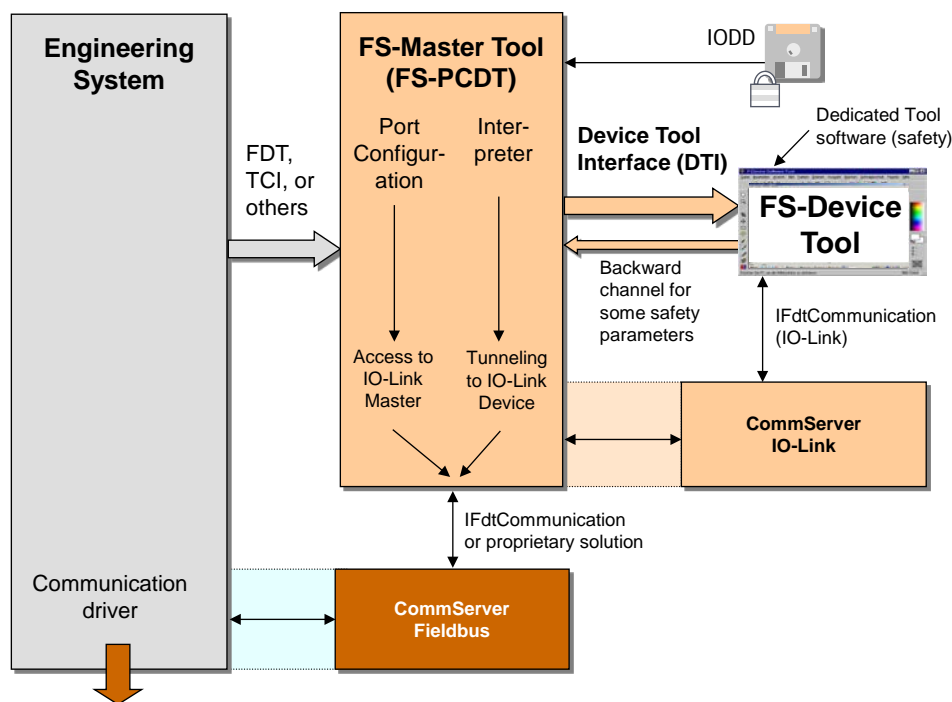 Engineering
System
FS-Master Tool
(FS-PCDT)
IODD
Port
Configur-
ation
Inter-
preter
Device Tool
Interface (DTI)
Dedicated Tool
software (safety)
FDT,
TCI, or
others
FS-Device
Tool
Backward
channel for
some safety
parameters
IFdtCommunication
(IO-Link)
Access to
IO-Link
Master
Tunneling
to IO-Link
Device
CommServer
IO-Link
IFdtCommunication
or proprietary solution
Communication
driver
CommServer
Fieldbus